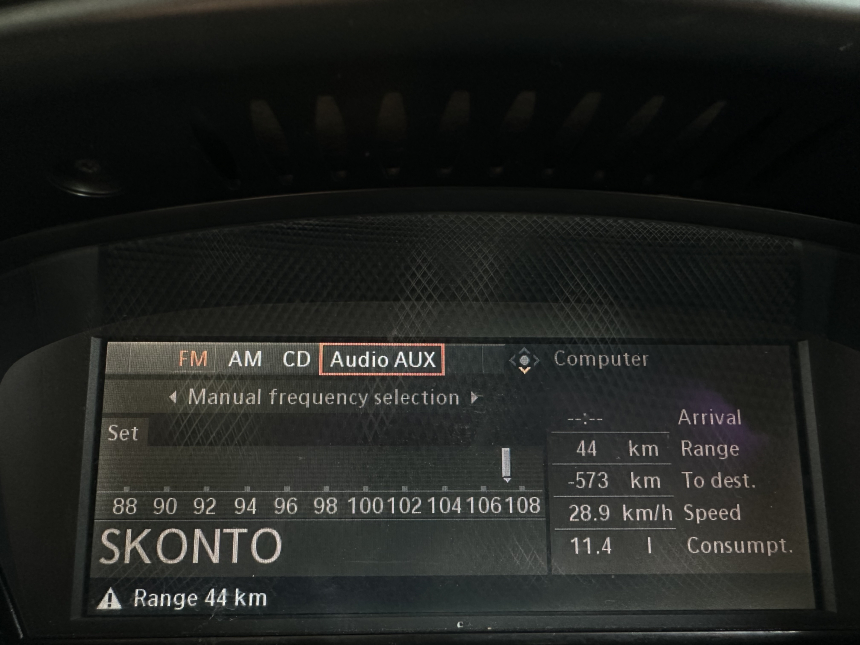 FM AM CD Audio AUX Computer
Manual frequency selection
Set
88 90 92 94 96 98 100 102 104 106 108
SKONTO
--:-- Arrival
44 km Range
-573 km To dest.
28.9 km/h Speed
11.4 l Consumpt.
Range 44 km